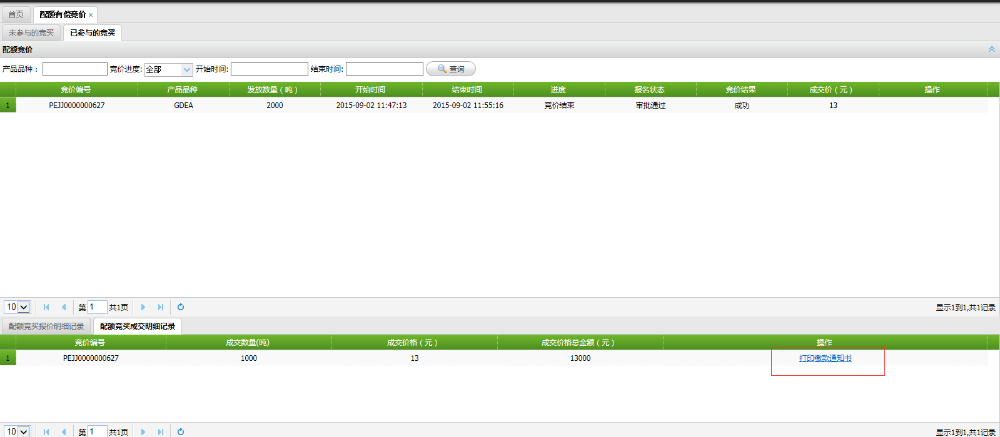 首页 配额有偿竞价 ×
未参与的竞买 已参与的竞买
配额竞价
产品品种： 竞价进度: 全部 开始时间: 结束时间: 查询
竞价编号 产品品种 发放数量（吨） 开始时间 结束时间 进度 报名状态 竞价结果 成交价（元） 操作
1 PEJJ0000000627 GDEA 2000 2015-09-02 11:47:13 2015-09-02 11:55:16 竞价结束 审批通过 成功 13
10 第 1 共1页 显示1到1,共1记录
配额竞买报价明细记录 配额竞买成交明细记录
竞价编号 成交数量(吨) 成交价格（元） 成交价格总金额（元） 操作
1 PEJJ0000000627 1000 13 13000 打印缴款通知书
10 第 1 共1页 显示1到1,共1记录